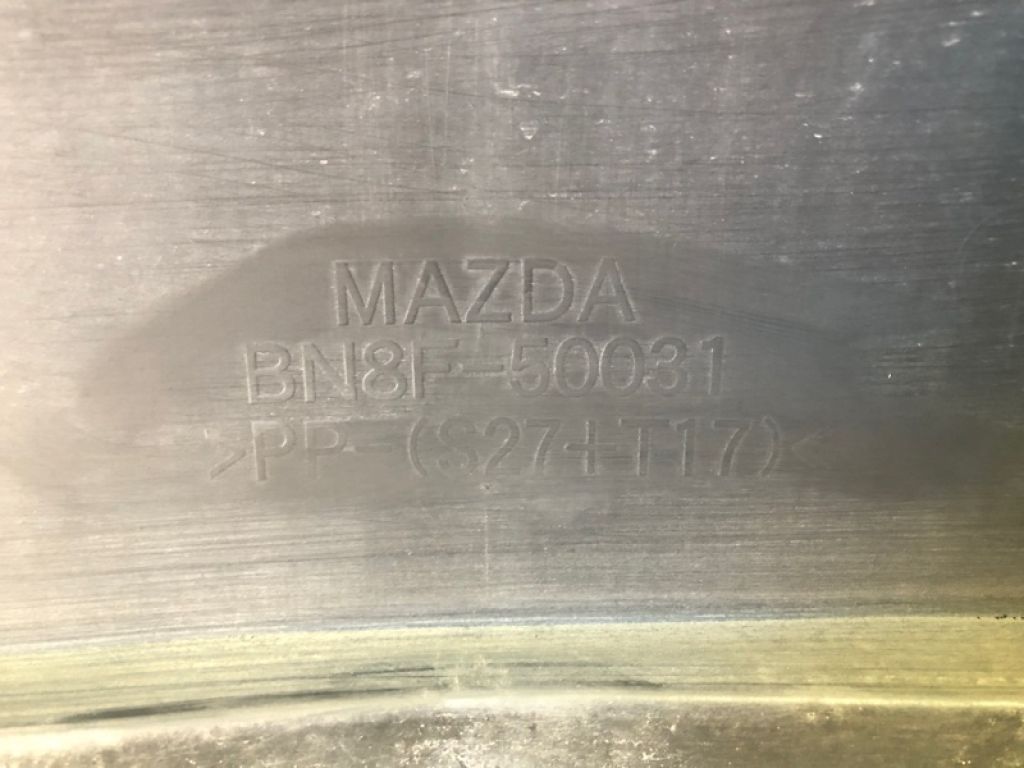 MAZDA
BN8F-50031
>PP-(S27+T17)<